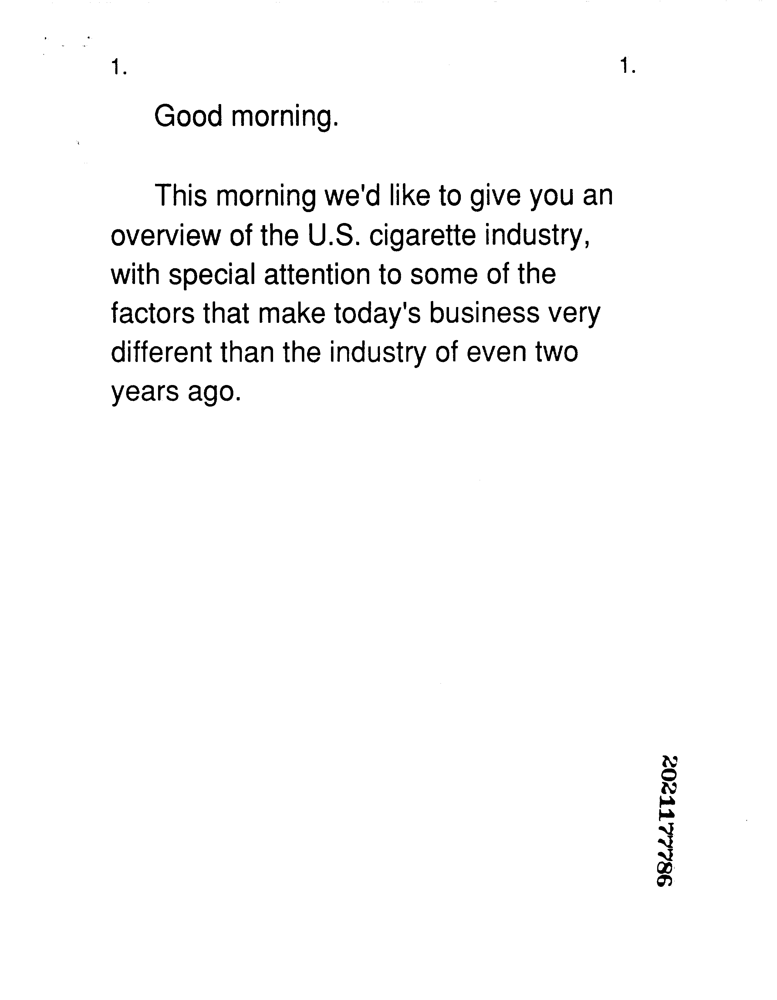 1. 1.
Good morning.
This morning we'd like to give you an
overview of the U.S. cigarette industry,
with special attention to some of the
factors that make today's business very
different than the industry of even two
years ago.
2021177786